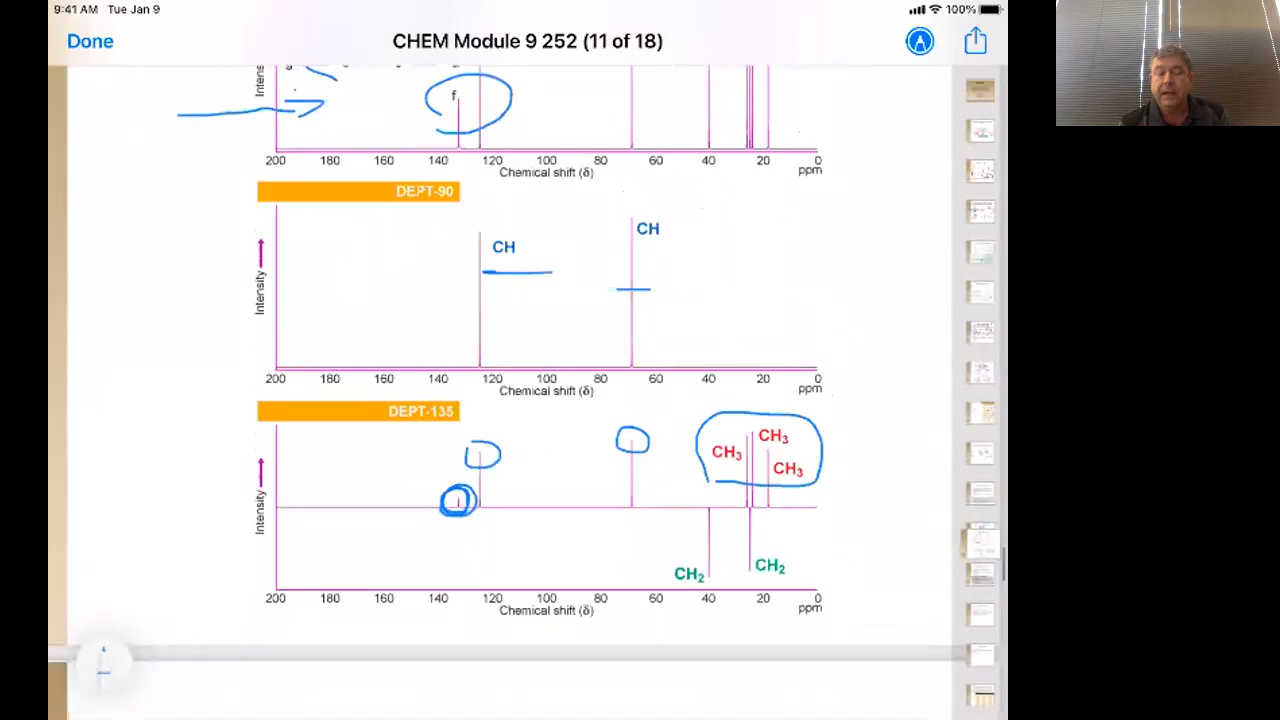 9:41 AM Tue Jan 9
100%
Done
CHEM Module 9 252 (11 of 18)
Intens
f
200 180 160 140 120 100 80 60 40 20 0
Chemical shift (δ)
ppm
DEPT-90
CH
CH
Intensity
200 180 160 140 120 100 80 60 40 20 0
Chemical shift (δ)
ppm
DEPT-135
CH3
CH3
CH3
Intensity
CH2
CH2
200 180 160 140 120 100 80 60 40 20 0
Chemical shift (δ)
ppm